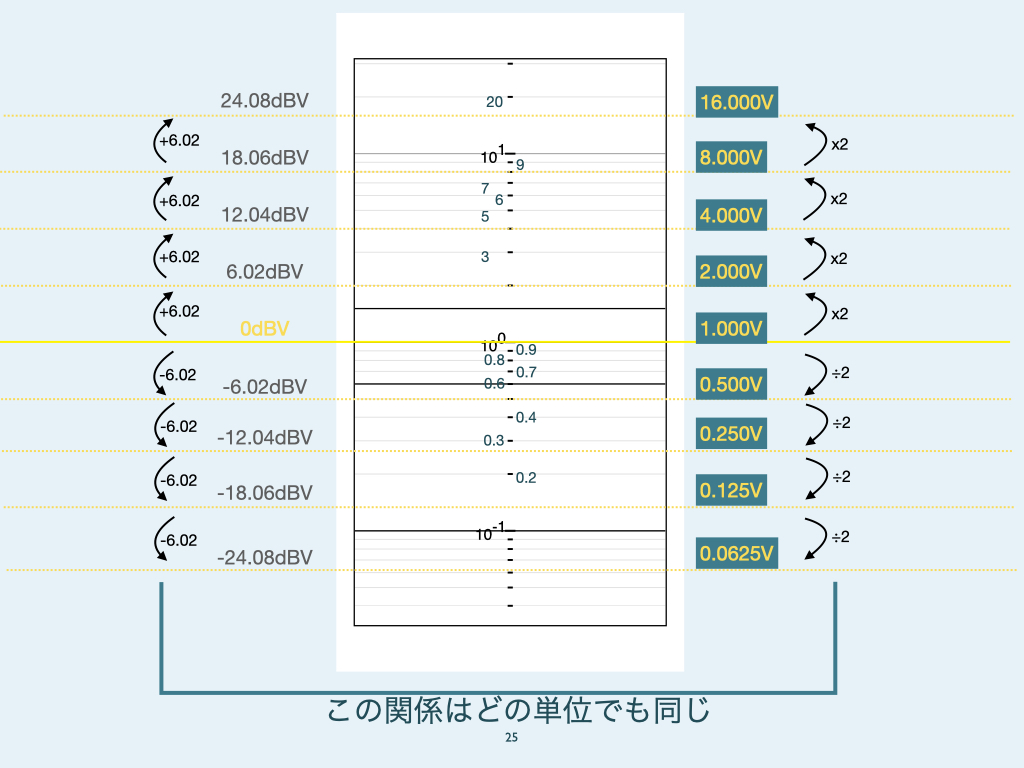 24.08dBV 20 16.000V
+6.02 x2
18.06dBV 10¹ 9 8.000V
7
+6.02 6 x2
12.04dBV 5 4.000V
+6.02 3 x2
6.02dBV 2.000V
+6.02 x2
0dBV 10⁰ 1.000V
0.9
0.8
-6.02 0.7 ÷2
-6.02dBV 0.6 0.500V
-6.02 0.4 ÷2
-12.04dBV 0.3 0.250V
-6.02 0.2 ÷2
-18.06dBV 0.125V
-6.02 10⁻¹ ÷2
-24.08dBV 0.0625V
この関係はどの単位でも同じ
25